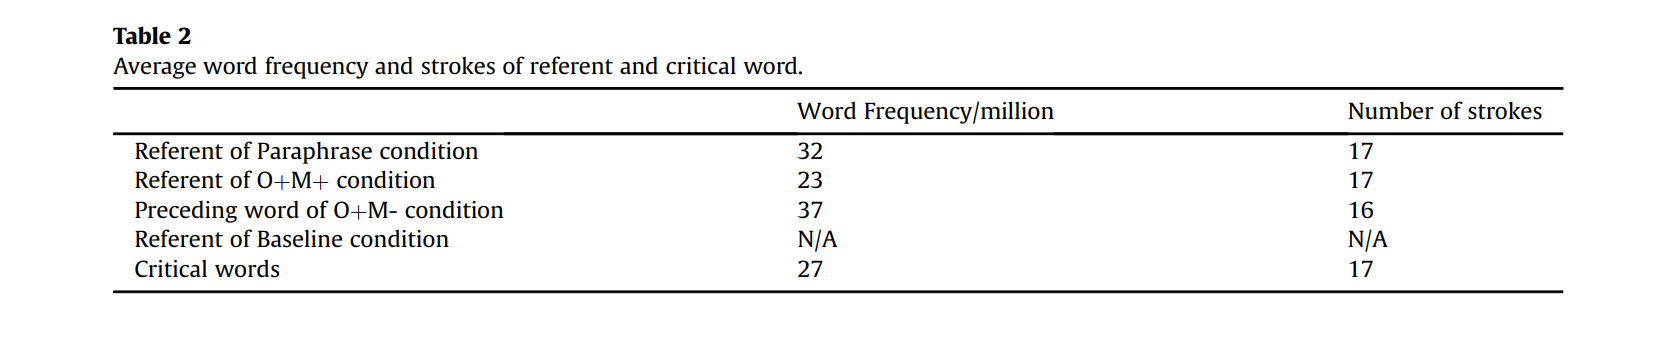 Table 2
Average word frequency and strokes of referent and critical word.
Word Frequency/million Number of strokes
Referent of Paraphrase condition 32 17
Referent of O+M+ condition 23 17
Preceding word of O+M- condition 37 16
Referent of Baseline condition N/A N/A
Critical words 27 17